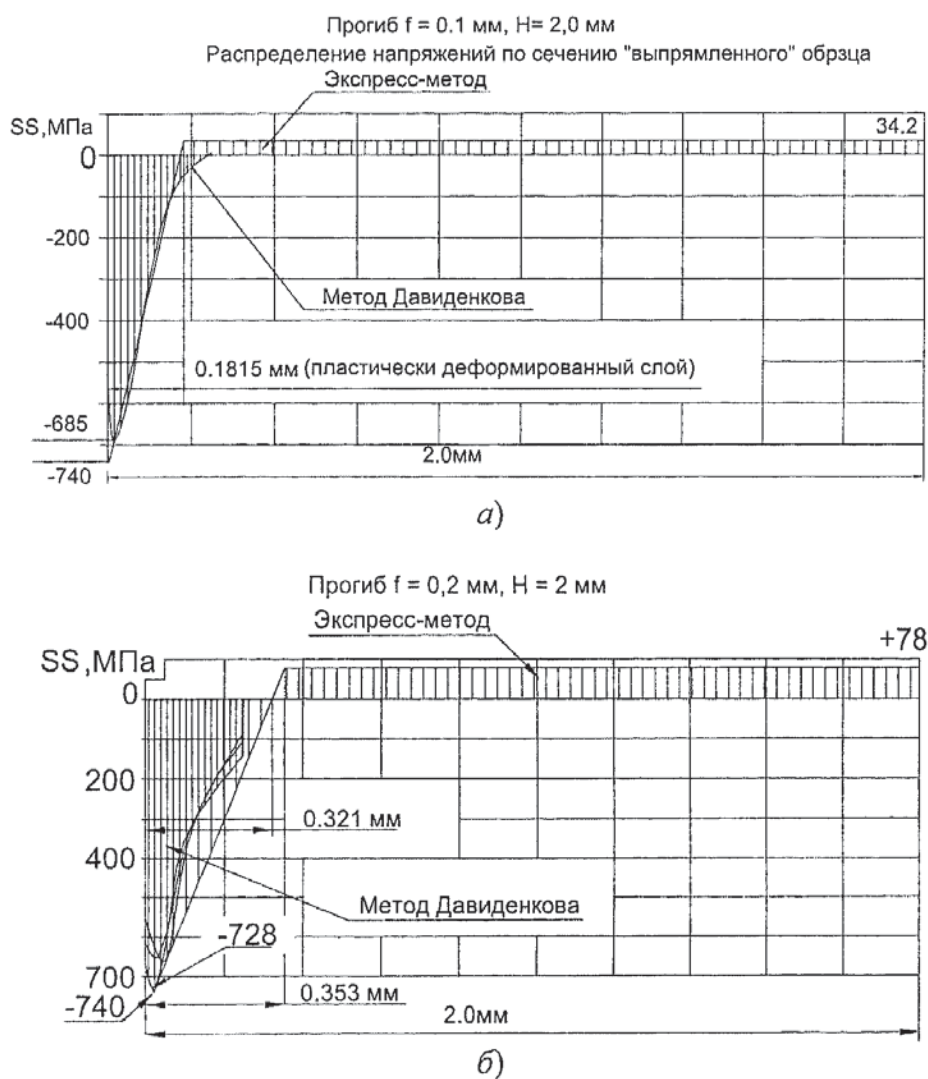 Прогиб f = 0.1 мм, H= 2,0 мм
Распределение напряжений по сечению "выпрямленного" обрзца
Экспресс-метод
SS,МПа
34.2
0
-200
Метод Давиденкова
-400
0.1815 мм (пластически деформированный слой)
-685
2.0мм
-740
а)
Прогиб f = 0,2 мм, H = 2 мм
Экспресс-метод
+78
SS,МПа
0
200
0.321 мм
400
Метод Давиденкова
-728
700
0.353 мм
-740
2.0мм
б)